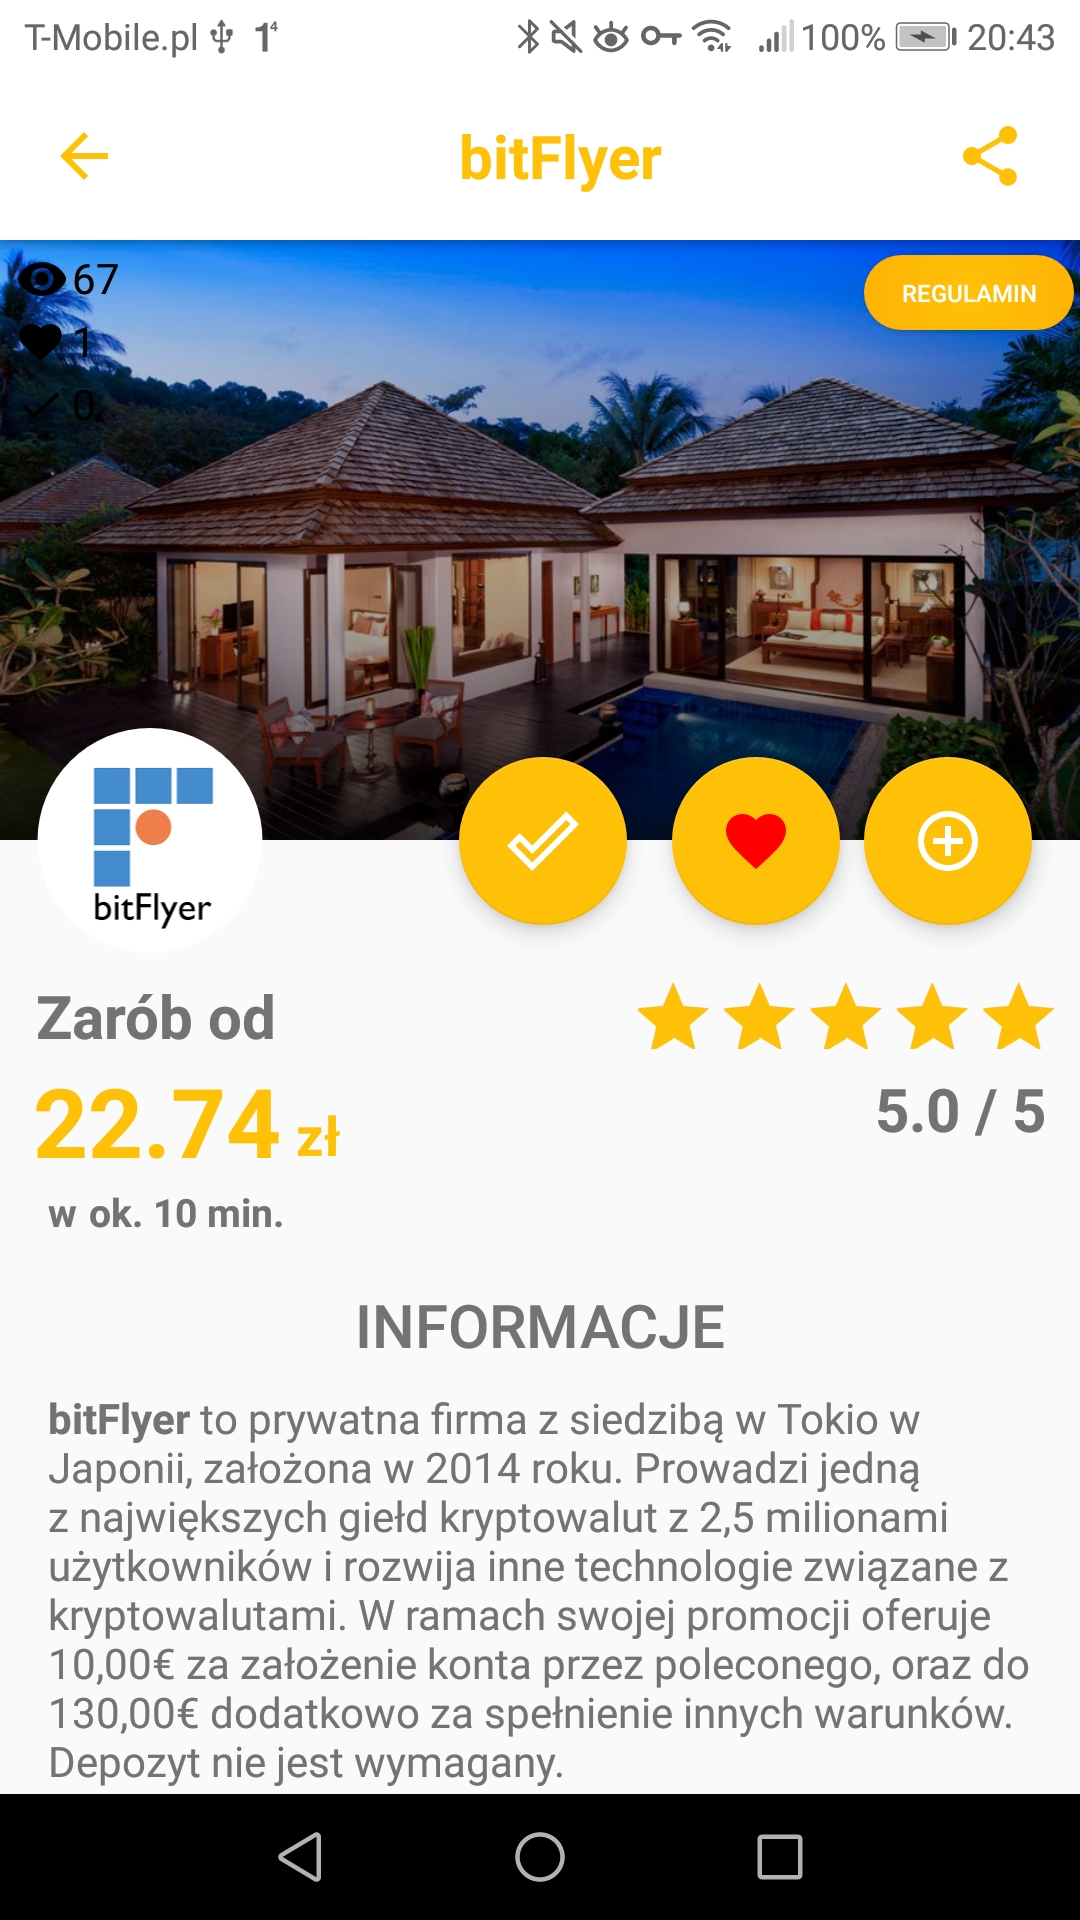 T-Mobile.pl 1⁴ 100% 20:43
bitFlyer
67
REGULAMIN
1
0
bitFlyer
Zarób od
22.74 zł
5.0 / 5
w ok. 10 min.
INFORMACJE
bitFlyer to prywatna firma z siedzibą w Tokio w
Japonii, założona w 2014 roku. Prowadzi jedną
z największych giełd kryptowalut z 2,5 milionami
użytkowników i rozwija inne technologie związane z
kryptowalutami. W ramach swojej promocji oferuje
10,00€ za założenie konta przez poleconego, oraz do
130,00€ dodatkowo za spełnienie innych warunków.
Depozyt nie jest wymagany.